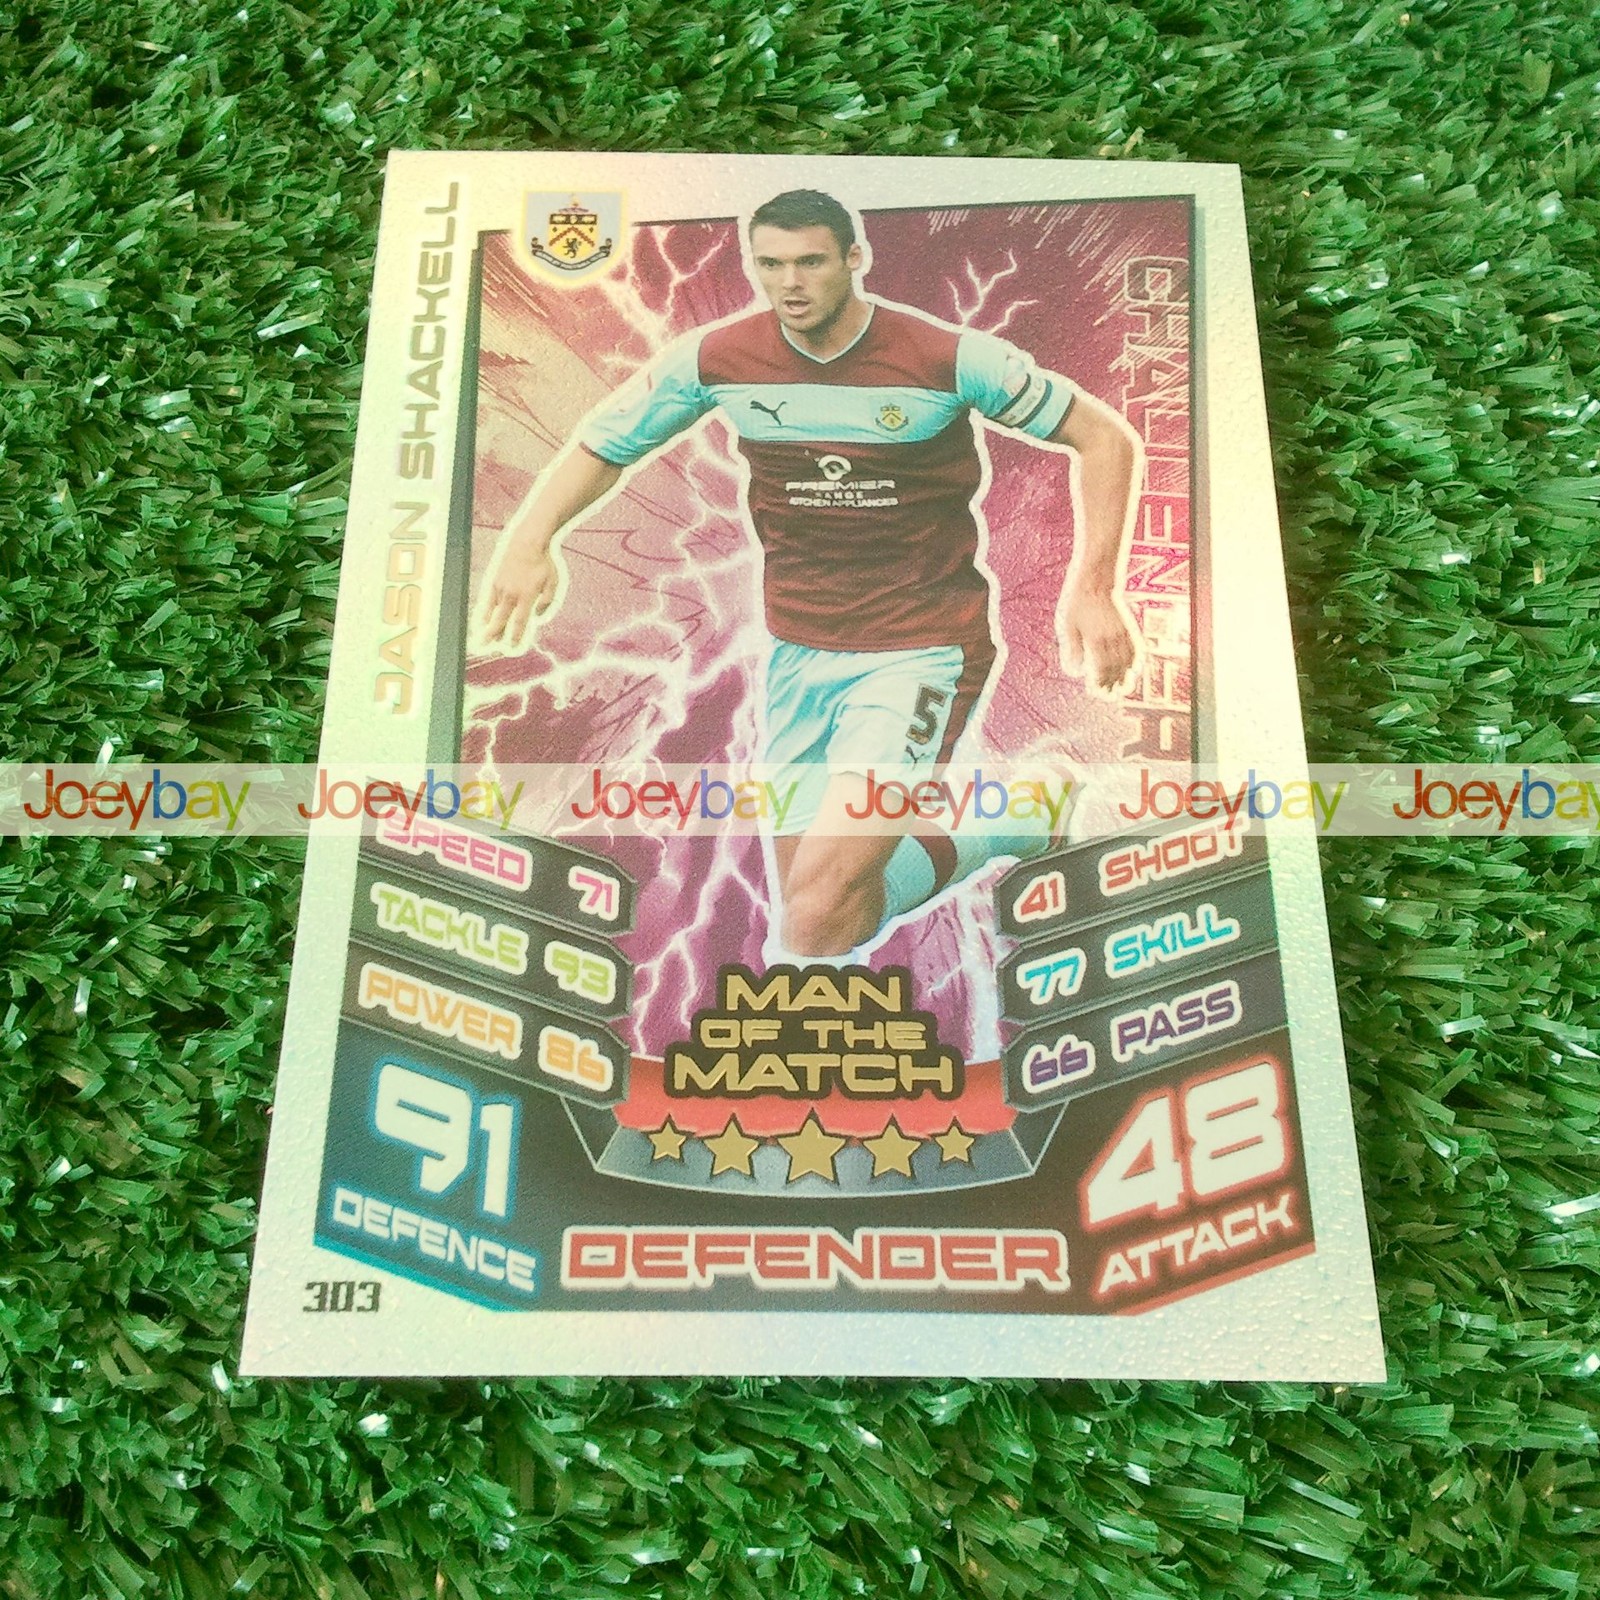 JASON SHACKELL
CHAMPIONSHIP
PREMIER
RANGE
KITCHEN APPLIANCES
5
Joeybay Joeybay Joeybay Joeybay Joeybay Joeybay
SPEED 71
TACKLE 93
POWER 86
41 SHOOT
77 SKILL
66 PASS
MAN
OF THE
MATCH
91
DEFENCE
DEFENDER
48
ATTACK
303